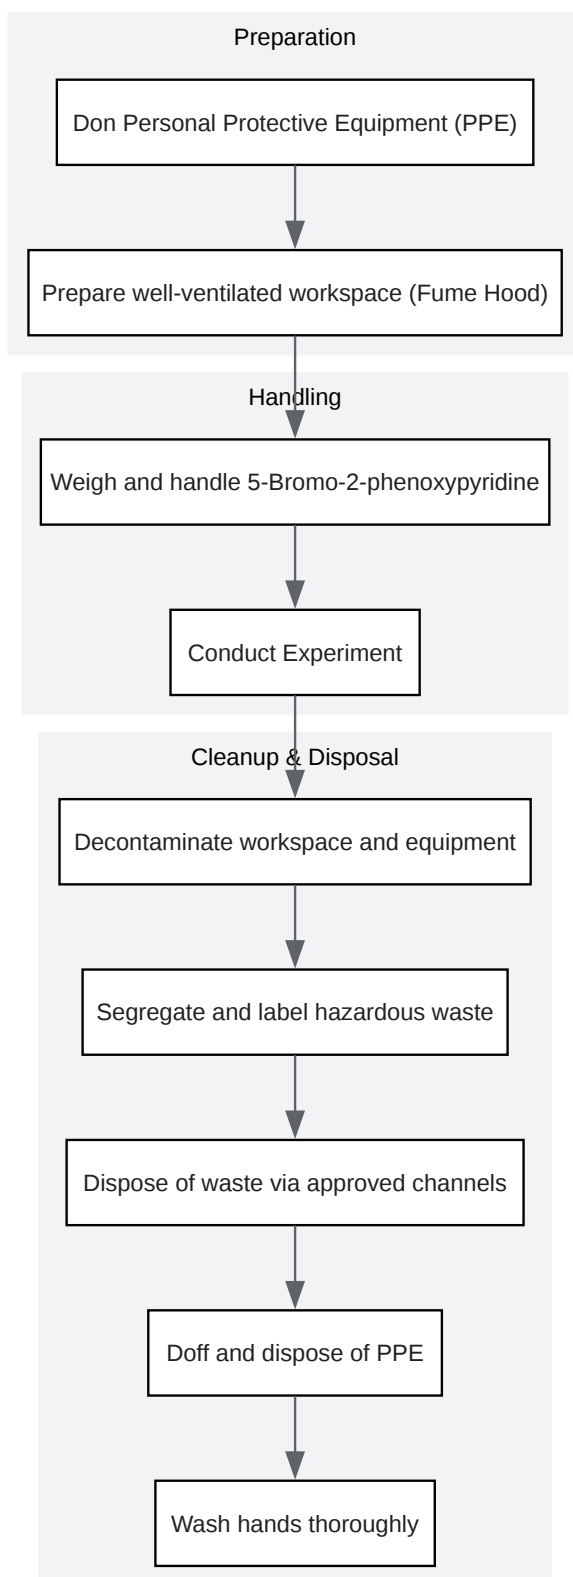 Preparation
Don Personal Protective Equipment (PPE)
Prepare well-ventilated workspace (Fume Hood)
Handling
Weigh and handle 5-Bromo-2-phenoxypyridine
Conduct Experiment
Cleanup & Disposal
Decontaminate workspace and equipment
Segregate and label hazardous waste
Dispose of waste via approved channels
Doff and dispose of PPE
Wash hands thoroughly